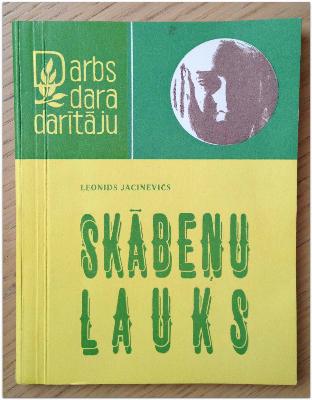 Darbs
dara
darītāju
LEONIDS JACINEVIČS
SKĀBEŅU
LAUKS